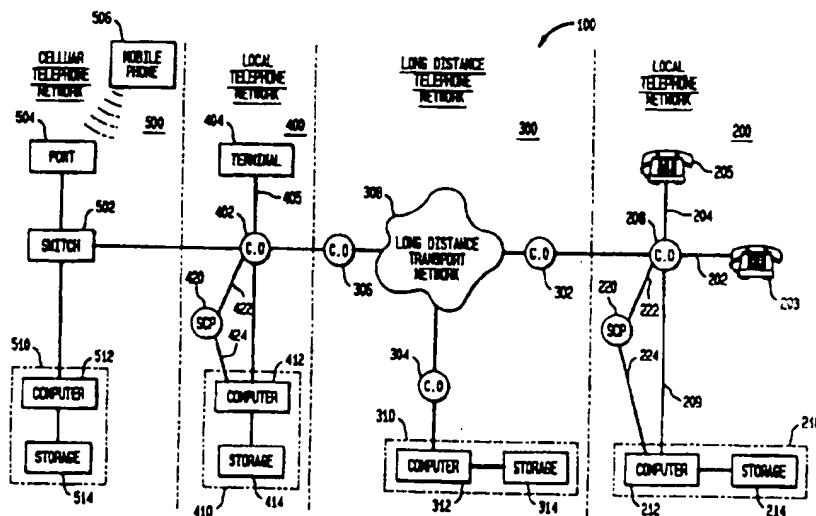 100
CELLUAR
TELEPHONE
NETWORK
506
MOBILE
PHONE
500
504
PORT
502
SWITCH
510
512
COMPUTER
STORAGE
514
LOCAL
TELEPHONE
NETWORK
400
404
TERMINAL
405
402
C.O
420
422
SCP
424
412
COMPUTER
STORAGE
410
414
LONG DISTANCE
TELEPHONE
NETWORK
300
308
LONG DISTANCE
TRANSPORT
NETWORK
C.O
306
C.O
302
304
C.O
310
COMPUTER
STORAGE
312
314
LOCAL
TELEPHONE
NETWORK
200
205
204
208
C.O
202
203
220
222
SCP
224
209
210
COMPUTER
STORAGE
212
214